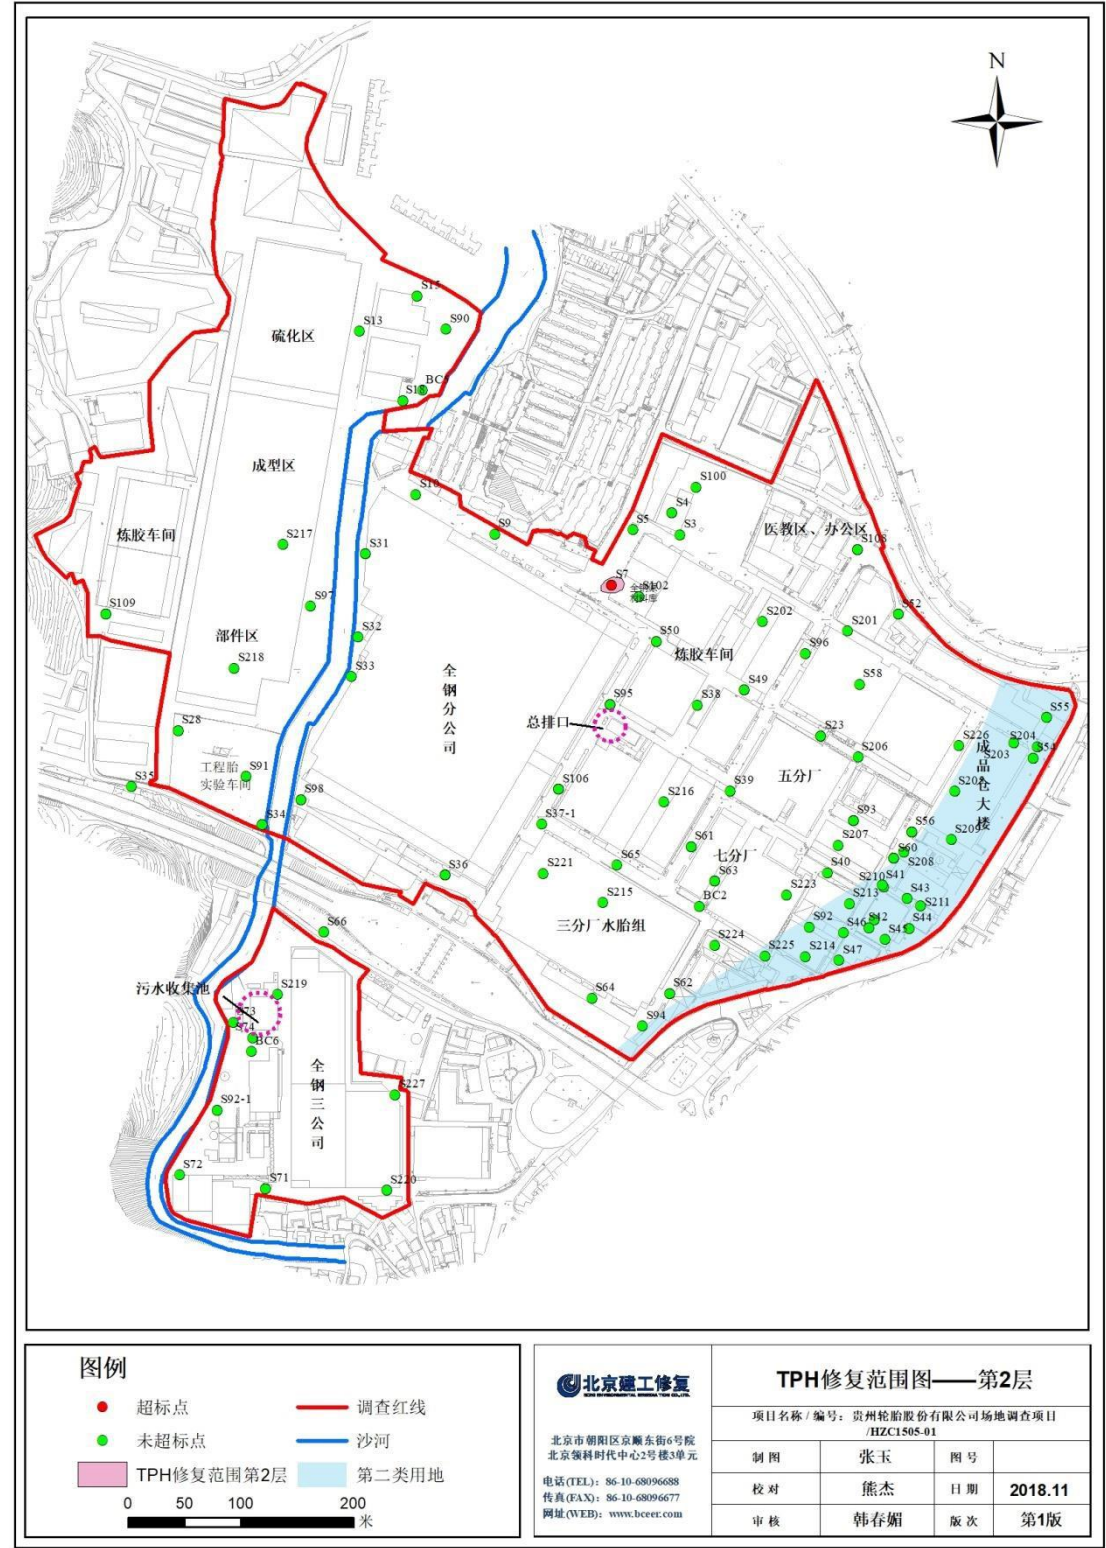 N
S15
S13
S90
硫化区
BC9
S18
成型区
S10
S100
S4
S9
S5
S3
医教区、办公区
炼胶车间
S217
S31
S108
S7
S102
S97
S109
S202
S52
部件区
S32
S50
S201
S218
炼胶车间
S96
S33
全钢分公司
S49
S58
S95
S38
总排口
S55
S28
S23
S226
S204
成品仓大楼
S203
S54
S206
工程胎
实验车间
S91
五分厂
S35
S106
S39
S202
S98
S216
S34
S37-1
S93
S56
S207
S209
S61
七分厂
S60
S208
S65
S36
S221
S63
S40
S210
S41
S223
S213
S43
S215
BC2
S211
三分厂水胎组
S92
S42
S44
S66
S46
S45
S224
S225
S214
S47
污水收集池
S219
S64
S62
S73
S74
S94
BC6
全钢三公司
S227
S92-1
S72
S71
S220
图例
超标点
调查红线
未超标点
沙河
TPH修复范围第2层
第二类用地
0 50 100 200
米
北京建工修复
北京市朝阳区京顺东街6号院
北京领科时代中心2号楼3单元
电话(TEL)：86-10-68096688
传真(FAX)：86-10-68096677
网址(WEB)：www.bceer.com
TPH修复范围图——第2层
项目名称 / 编号：贵州轮胎股份有限公司场地调查项目
/HZC1505-01
制 图 张玉 图 号
校 对 熊杰 日 期 2018.11
审 核 韩春媚 版 次 第1版